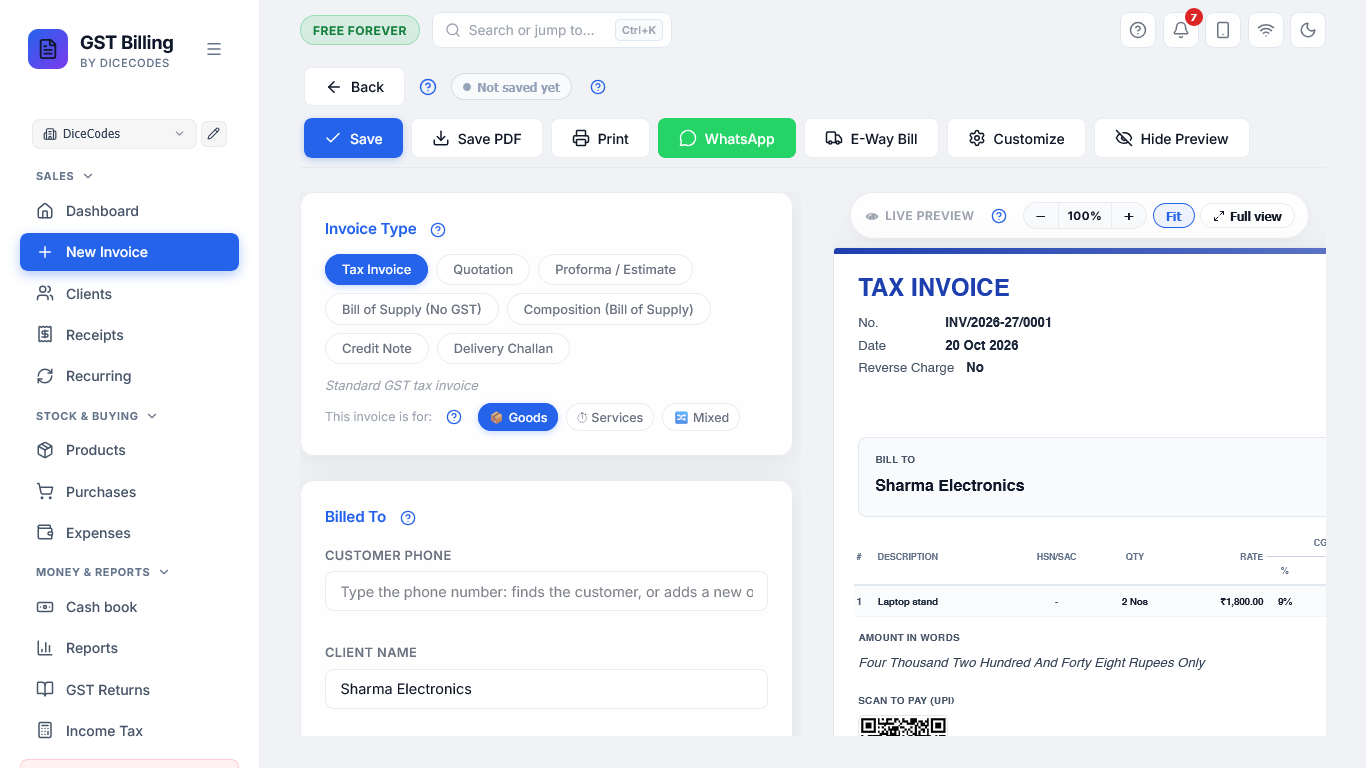 GST Billing
BY DICECODES
DiceCodes
SALES
Dashboard
New Invoice
Clients
Receipts
Recurring
STOCK & BUYING
Products
Purchases
Expenses
MONEY & REPORTS
Cash book
Reports
GST Returns
Income Tax
FREE FOREVER
Search or jump to...
Ctrl+K
7
Back
Not saved yet
Save
Save PDF
Print
WhatsApp
E-Way Bill
Customize
Hide Preview
Invoice Type
Tax Invoice
Quotation
Proforma / Estimate
Bill of Supply (No GST)
Composition (Bill of Supply)
Credit Note
Delivery Challan
Standard GST tax invoice
This invoice is for:
Goods
Services
Mixed
Billed To
CUSTOMER PHONE
Type the phone number: finds the customer, or adds a new o
CLIENT NAME
Sharma Electronics
LIVE PREVIEW
− 100% +
Fit
Full view
TAX INVOICE
No. INV/2026-27/0001
Date 20 Oct 2026
Reverse Charge No
BILL TO
Sharma Electronics
CG
# DESCRIPTION HSN/SAC QTY RATE
%
1 Laptop stand - 2 Nos ₹1,800.00 9%
AMOUNT IN WORDS
Four Thousand Two Hundred And Forty Eight Rupees Only
SCAN TO PAY (UPI)